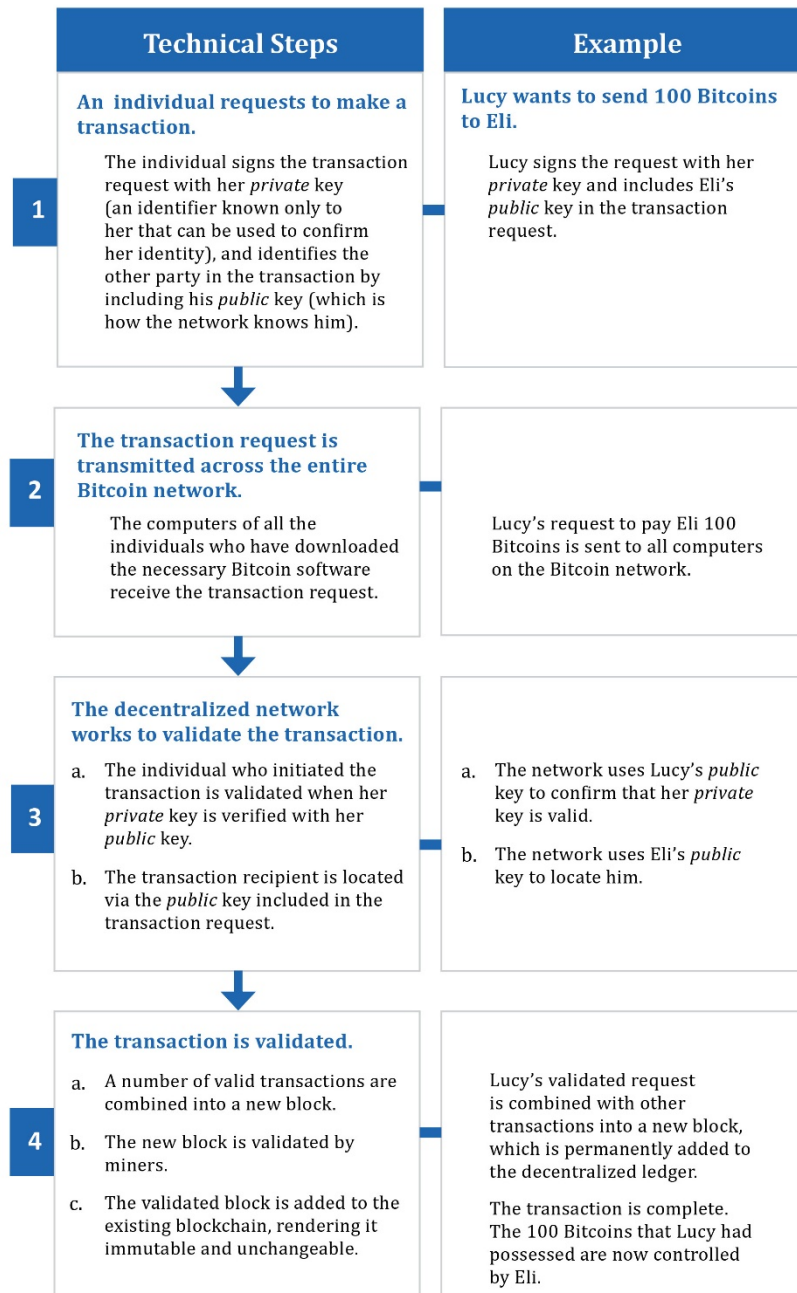 Technical Steps
Example
1
An individual requests to make a
transaction.
The individual signs the transaction
request with her private key
(an identifier known only to
her that can be used to confirm
her identity), and identifies the
other party in the transaction by
including his public key (which is
how the network knows him).
Lucy wants to send 100 Bitcoins
to Eli.
Lucy signs the request with her
private key and includes Eli’s
public key in the transaction
request.
2
The transaction request is
transmitted across the entire
Bitcoin network.
The computers of all the
individuals who have downloaded
the necessary Bitcoin software
receive the transaction request.
Lucy’s request to pay Eli 100
Bitcoins is sent to all computers
on the Bitcoin network.
3
The decentralized network
works to validate the transaction.
a. The individual who initiated the
transaction is validated when her
private key is verified with her
public key.
b. The transaction recipient is located
via the public key included in the
transaction request.
a. The network uses Lucy’s public
key to confirm that her private
key is valid.
b. The network uses Eli’s public
key to locate him.
4
The transaction is validated.
a. A number of valid transactions are
combined into a new block.
b. The new block is validated by
miners.
c. The validated block is added to the
existing blockchain, rendering it
immutable and unchangeable.
Lucy’s validated request
is combined with other
transactions into a new block,
which is permanently added to
the decentralized ledger.
The transaction is complete.
The 100 Bitcoins that Lucy had
possessed are now controlled
by Eli.